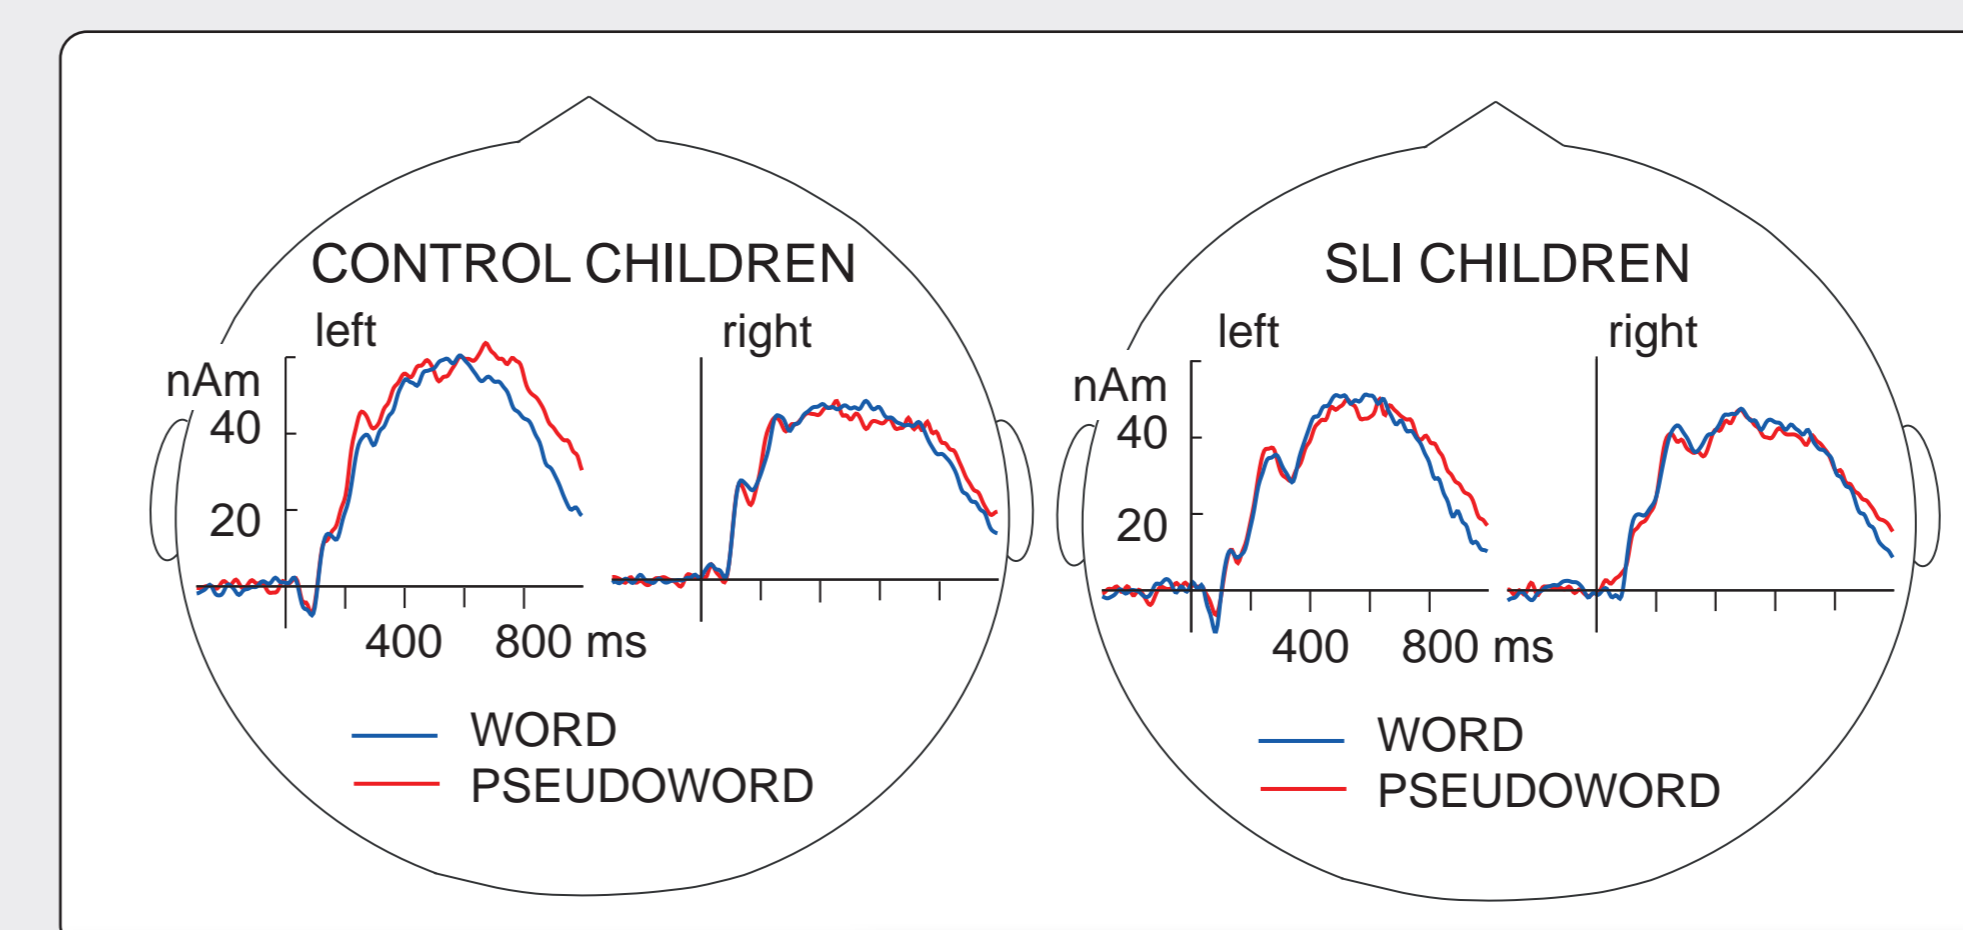 CONTROL CHILDREN
left
right
nAm
40
20
400 800 ms
WORD
PSEUDOWORD
SLI CHILDREN
left
right
nAm
40
20
400 800 ms
WORD
PSEUDOWORD